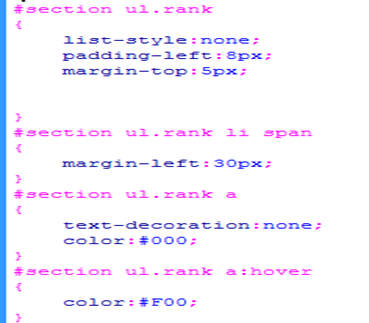 #section ul.rank
{
list-style:none;
padding-left:8px;
margin-top:5px;
}
#section ul.rank li span
{
margin-left:30px;
}
#section ul.rank a
{
text-decoration:none;
color:#000;
}
#section ul.rank a:hover
{
color:#F00;
}